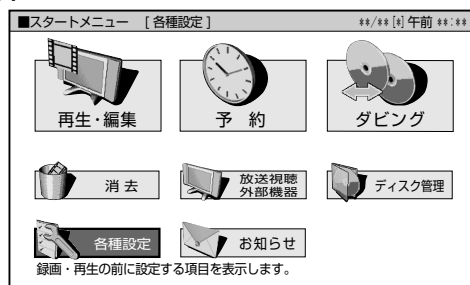 ■スタートメニュー [各種設定] **/**[*]午前**:**
再生・編集 予 約 ダビング
消 去 放送視聴 外部機器 ディスク管理
各種設定 お知らせ
録画・再生の前に設定する項目を表示します。